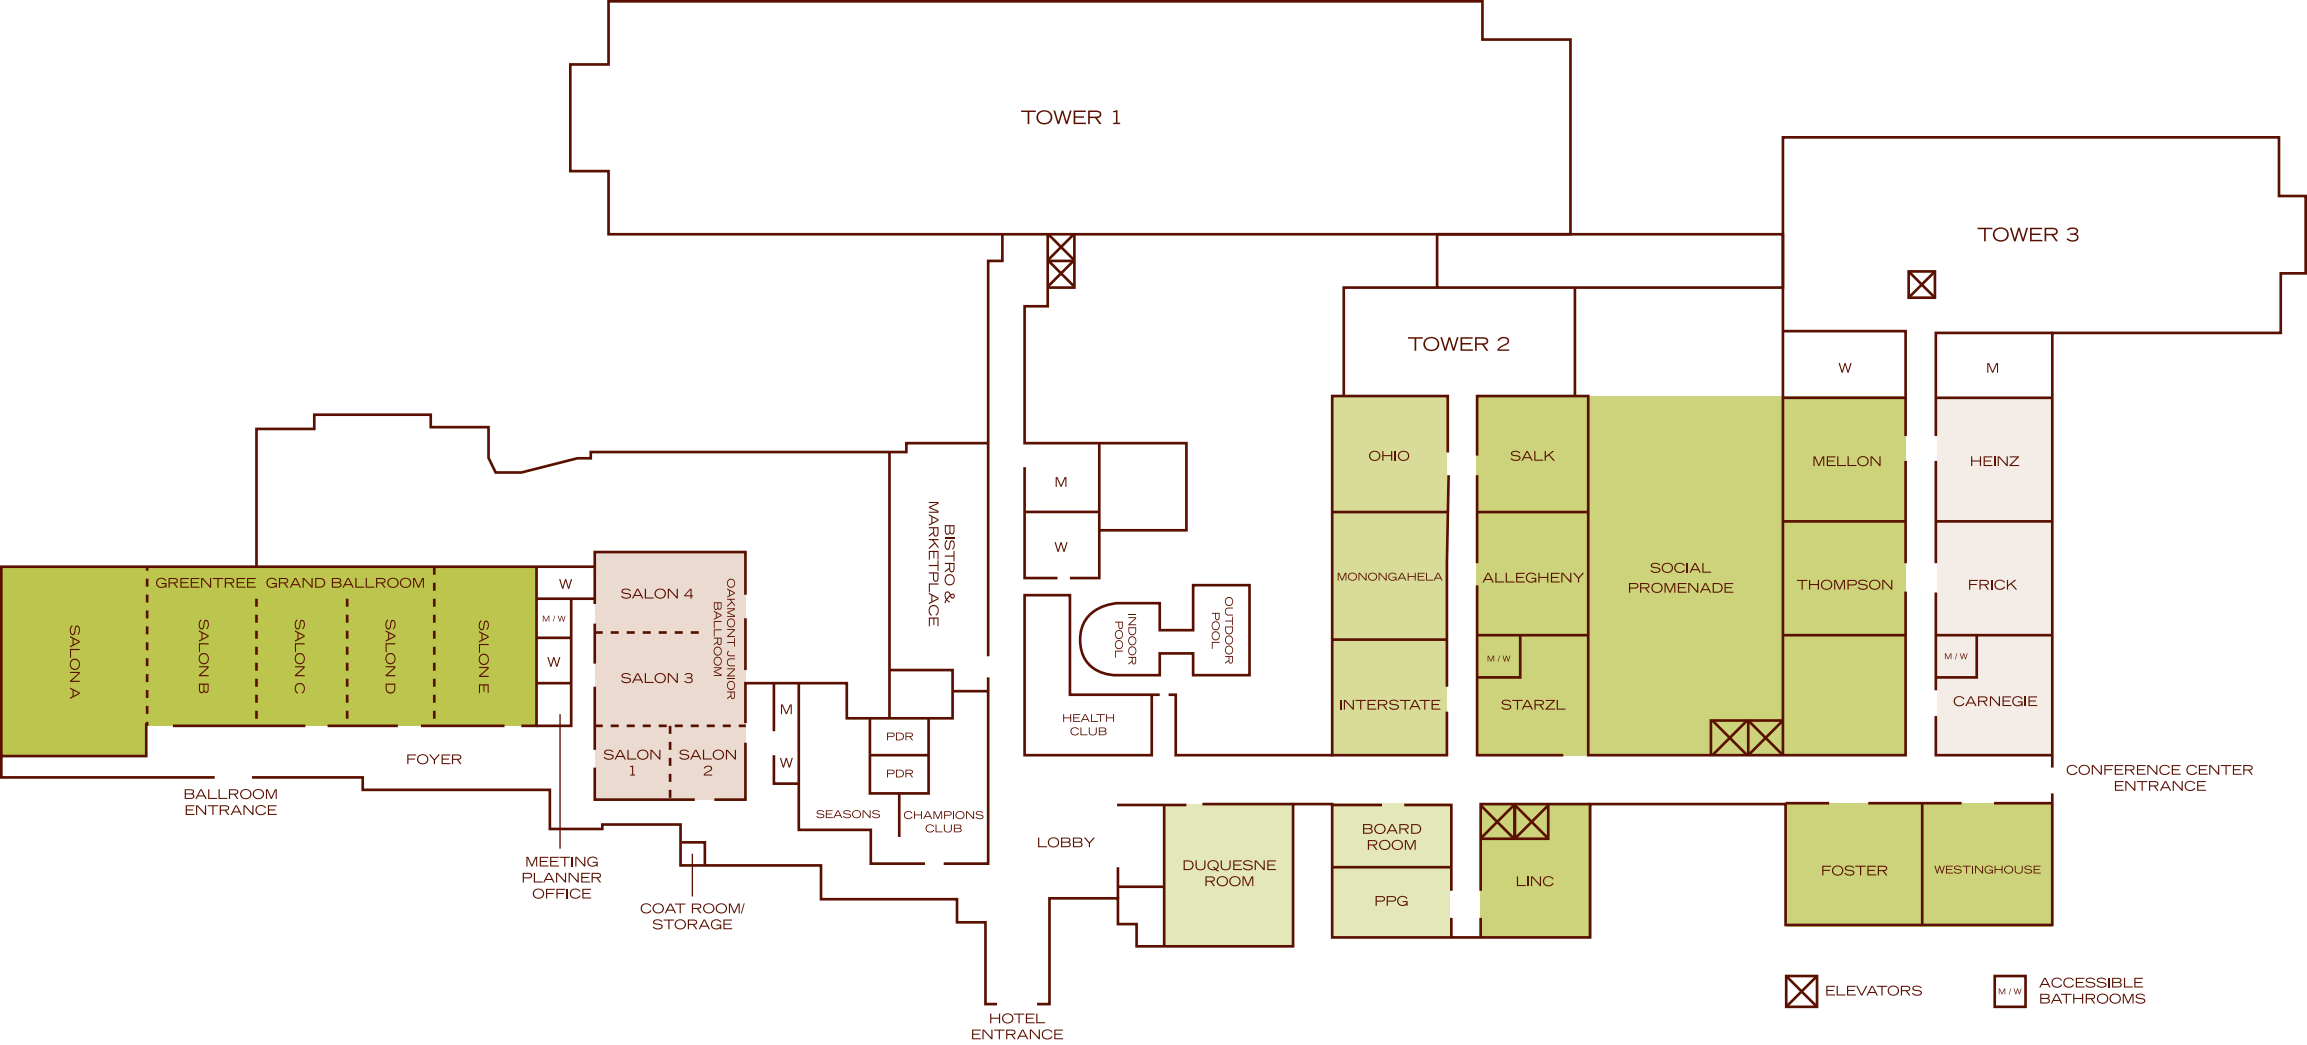 TOWER 1
TOWER 3
TOWER 2
W
M
OHIO
SALK
MELLON
HEINZ
M
W
BISTRO &
MARKETPLACE
MONONGAHELA
ALLEGHENY
SOCIAL
PROMENADE
THOMPSON
FRICK
GREENTREE GRAND BALLROOM
SALON A
SALON B
SALON C
SALON D
SALON E
W
M / W
W
SALON 4
OAKMONT JUNIOR
BALLROOM
SALON 3
SALON
1
SALON
2
INDOOR
POOL
OUTDOOR
POOL
M / W
M / W
INTERSTATE
STARZL
CARNEGIE
HEALTH
CLUB
M
W
PDR
PDR
FOYER
BALLROOM
ENTRANCE
SEASONS
CHAMPIONS
CLUB
LOBBY
CONFERENCE CENTER
ENTRANCE
BOARD
ROOM
DUQUESNE
ROOM
PPG
LINC
FOSTER
WESTINGHOUSE
MEETING
PLANNER
OFFICE
COAT ROOM/
STORAGE
HOTEL
ENTRANCE
ELEVATORS
M / W
ACCESSIBLE
BATHROOMS